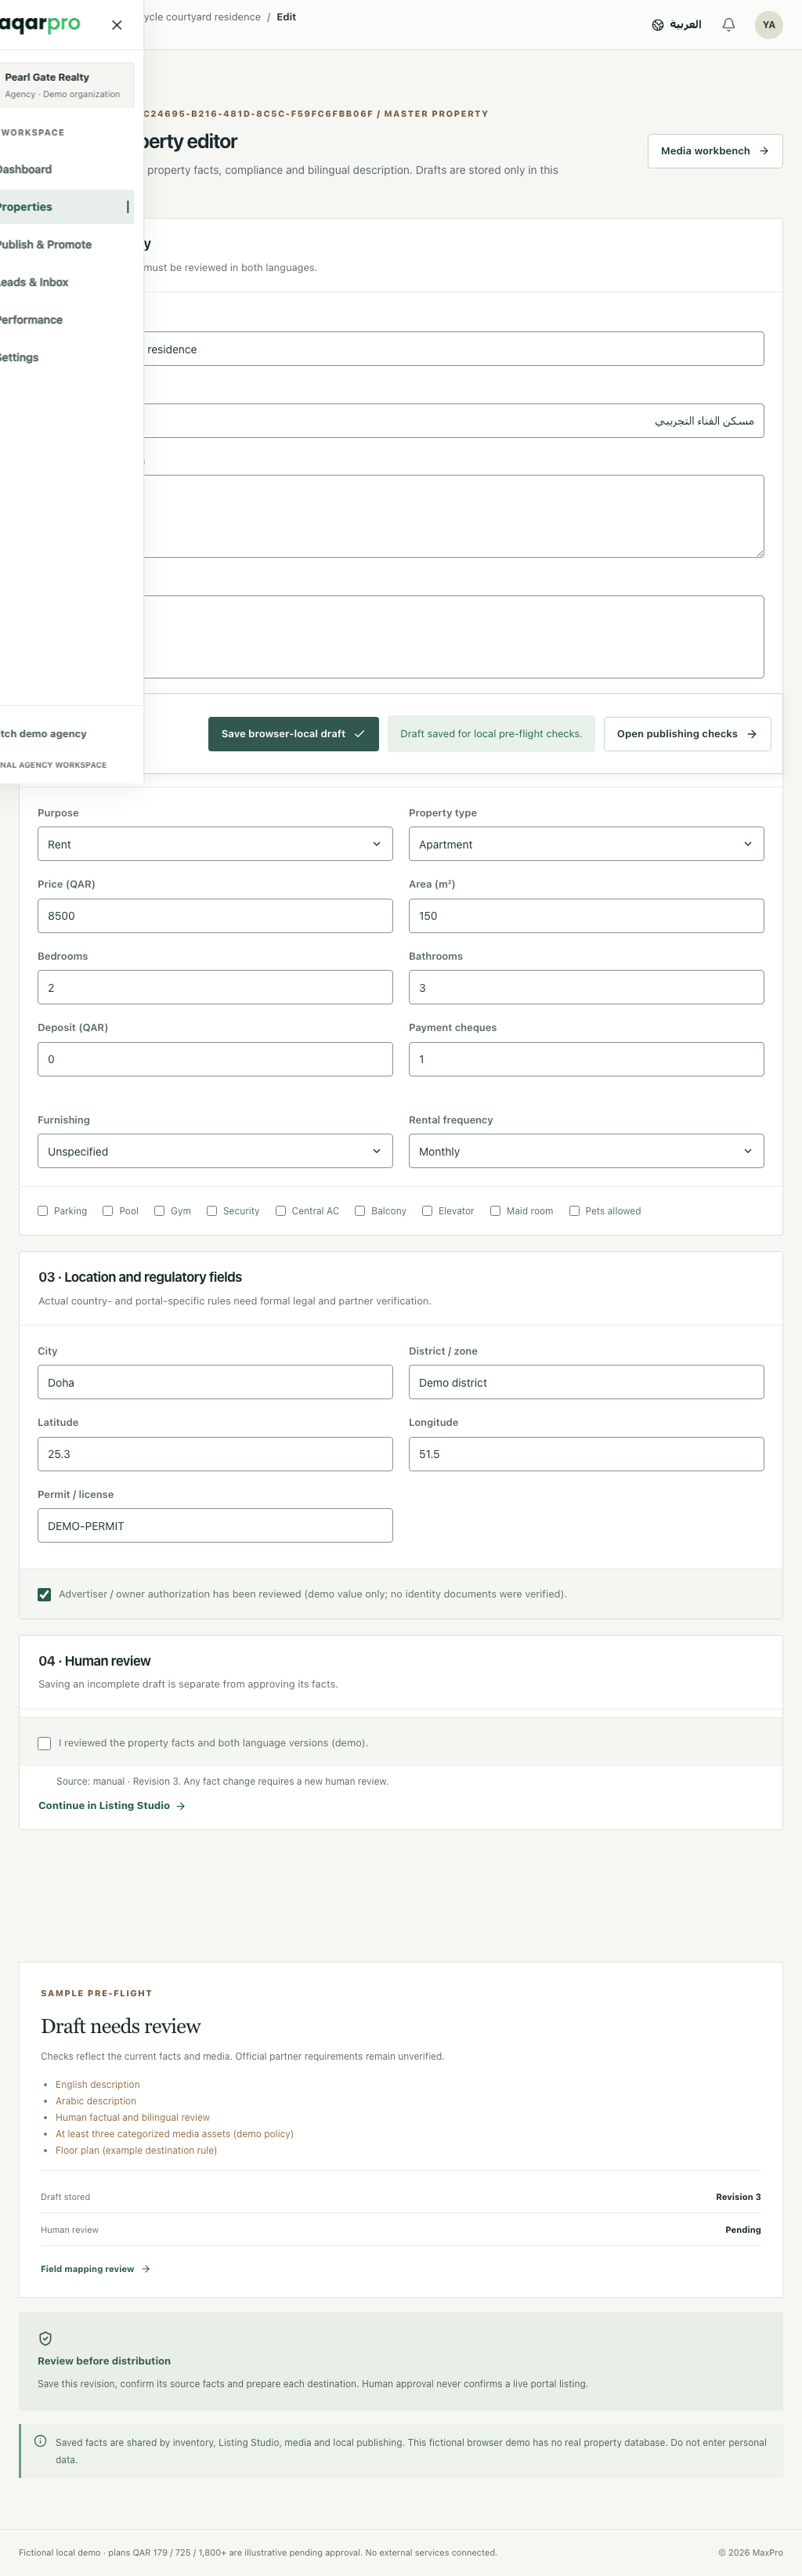 aqarpro
Pearl Gate Realty
Agency · Demo organization
WORKSPACE
Dashboard
Properties
Publish & Promote
Leads & Inbox
Performance
Settings
tch demo agency
NAL AGENCY WORKSPACE
ycle courtyard residence / Edit
العربية
YA
C24695-B216-481D-8C5C-F59FC6FBB06F / MASTER PROPERTY
perty editor
property facts, compliance and bilingual description. Drafts are stored only in this
Media workbench
y
must be reviewed in both languages.
residence
مسكن الفناء التجريبي
Save browser-local draft
Draft saved for local pre-flight checks.
Open publishing checks
Purpose
Property type
Rent
Apartment
Price (QAR)
Area (m²)
8500
150
Bedrooms
Bathrooms
2
3
Deposit (QAR)
Payment cheques
0
1
Furnishing
Rental frequency
Unspecified
Monthly
Parking Pool Gym Security Central AC Balcony Elevator Maid room Pets allowed
03 · Location and regulatory fields
Actual country- and portal-specific rules need formal legal and partner verification.
City
District / zone
Doha
Demo district
Latitude
Longitude
25.3
51.5
Permit / license
DEMO-PERMIT
Advertiser / owner authorization has been reviewed (demo value only; no identity documents were verified).
04 · Human review
Saving an incomplete draft is separate from approving its facts.
I reviewed the property facts and both language versions (demo).
Source: manual · Revision 3. Any fact change requires a new human review.
Continue in Listing Studio
SAMPLE PRE-FLIGHT
Draft needs review
Checks reflect the current facts and media. Official partner requirements remain unverified.
• English description
• Arabic description
• Human factual and bilingual review
• At least three categorized media assets (demo policy)
• Floor plan (example destination rule)
Draft stored
Revision 3
Human review
Pending
Field mapping review
Review before distribution
Save this revision, confirm its source facts and prepare each destination. Human approval never confirms a live portal listing.
Saved facts are shared by inventory, Listing Studio, media and local publishing. This fictional browser demo has no real property database. Do not enter personal
data.
Fictional local demo · plans QAR 179 / 725 / 1,800+ are illustrative pending approval. No external services connected.
© 2026 MaxPro